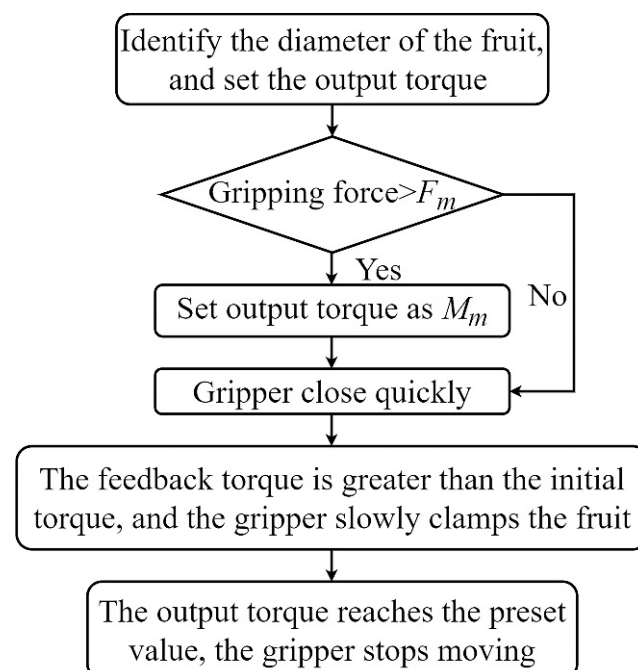 Identify the diameter of the fruit,
and set the output torque
Gripping force>Fm
Yes
No
Set output torque as Mm
Gripper close quickly
The feedback torque is greater than the initial
torque, and the gripper slowly clamps the fruit
The output torque reaches the preset
value, the gripper stops moving